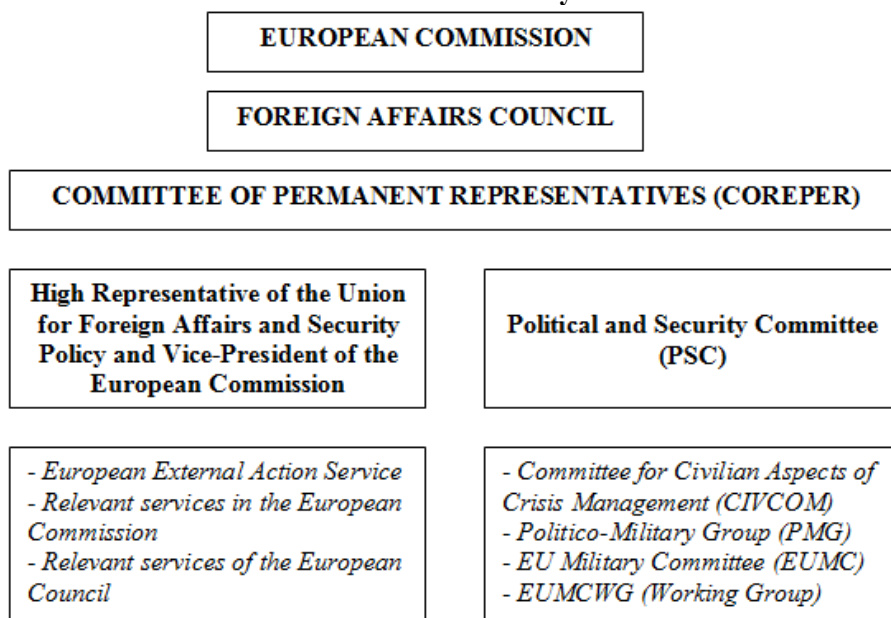 EUROPEAN COMMISSION
FOREIGN AFFAIRS COUNCIL
COMMITTEE OF PERMANENT REPRESENTATIVES (COREPER)
High Representative of the Union
for Foreign Affairs and Security
Policy and Vice-President of the
European Commission
Political and Security Committee
(PSC)
- European External Action Service
- Relevant services in the European
Commission
- Relevant services of the European
Council
- Committee for Civilian Aspects of
Crisis Management (CIVCOM)
- Politico-Military Group (PMG)
- EU Military Committee (EUMC)
- EUMCWG (Working Group)